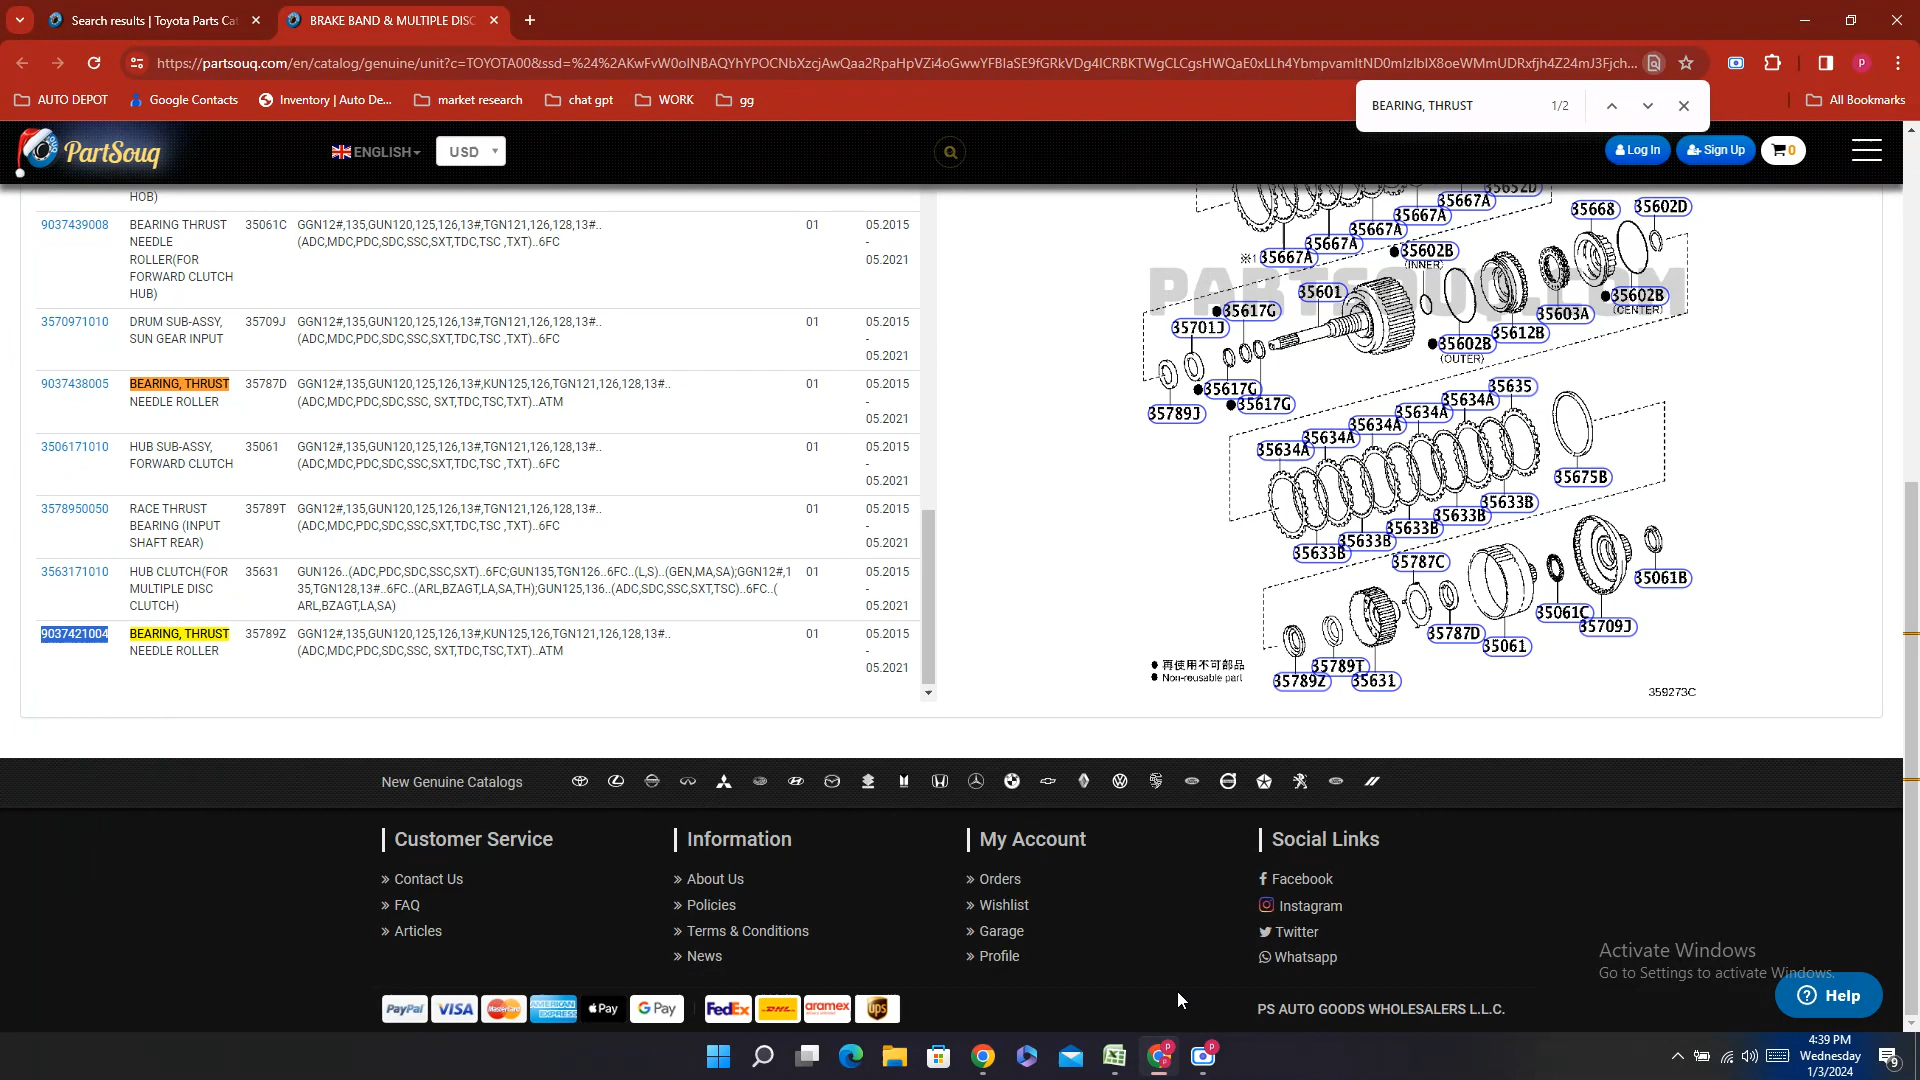 Search results | Toyota Parts Cat
BRAKE BAND & MULTIPLE DISC
https://partsouq.com/en/catalog/genuine/unit?c=TOYOTA00&ssd=
AUTO DEPOT
Google Contacts
Inventory | Auto De...
market research
chat gpt
WORK
gg
All Bookmarks
BEARING, THRUST
1/2
PartSouq
ENGLISH
USD
Log In
Sign Up
0
HOB)
9037439008
BEARING THRUST
NEEDLE
ROLLER(FOR
FORWARD CLUTCH
HUB)
35061C
GGN12#,135,GUN120,125,126,13#,TGN121,126,128,13#..
(ADC,MDC,PDC,SDC,SSC,SXT,TDC,TSC ,TXT)..6FC
01
05.2015
-
05.2021
3570971010
DRUM SUB-ASSY,
SUN GEAR INPUT
35709J
GGN12#,135,GUN120,125,126,13#,TGN121,126,128,13#..
(ADC,MDC,PDC,SDC,SSC,SXT,TDC,TSC ,TXT)..6FC
01
05.2015
-
05.2021
9037438005
BEARING, THRUST
NEEDLE ROLLER
35787D
GGN12#,135,GUN120,125,126,13#,KUN125,126,TGN121,126,128,13#..
(ADC,MDC,PDC,SDC,SSC, SXT,TDC,TSC,TXT)..ATM
01
05.2015
-
05.2021
3506171010
HUB SUB-ASSY,
FORWARD CLUTCH
35061
GGN12#,135,GUN120,125,126,13#,TGN121,126,128,13#..
(ADC,MDC,PDC,SDC,SSC,SXT,TDC,TSC ,TXT)..6FC
01
05.2015
-
05.2021
3578950050
RACE THRUST
BEARING (INPUT
SHAFT REAR)
35789T
GGN12#,135,GUN120,125,126,13#,TGN121,126,128,13#..
(ADC,MDC,PDC,SDC,SSC,SXT,TDC,TSC ,TXT)..6FC
01
05.2015
-
05.2021
3563171010
HUB CLUTCH(FOR
MULTIPLE DISC
CLUTCH)
35631
GUN126..(ADC,PDC,SDC,SSC,SXT)..6FC;GUN135,TGN126..6FC..(L,S)..(GEN,MA,SA);GGN12#,1
35,TGN128,13#..6FC..(ARL,BZAGT,LA,SA,TH);GUN125,136..(ADC,SDC,SSC,SXT,TSC)..6FC..(
ARL,BZAGT,LA,SA)
01
05.2015
-
05.2021
9037421004
BEARING, THRUST
NEEDLE ROLLER
35789Z
GGN12#,135,GUN120,125,126,13#,KUN125,126,TGN121,126,128,13#..
(ADC,MDC,PDC,SDC,SSC, SXT,TDC,TSC,TXT)..ATM
01
05.2015
-
05.2021
PARTSOUQ.COM
35652D
35667A
35667A
35667A
35667A
※1 35667A
35668
35602D
35602B
(INNER)
35601
35617G
35701J
35602B
(CENTER)
35603A
35612B
35602B
(OUTER)
35617G
35617G
35789J
35635
35634A
35634A
35634A
35634A
35634A
35675B
35633B
35633B
35633B
35633B
35633B
35787C
35061B
35061C
35709J
35787D
35061
35789T
35789Z
35631
● 再使用不可部品
● Non-reusable part
359273C
New Genuine Catalogs
Customer Service
Contact Us
FAQ
Articles
Information
About Us
Policies
Terms & Conditions
News
My Account
Orders
Wishlist
Garage
Profile
Social Links
Facebook
Instagram
Twitter
Whatsapp
PayPal
VISA
MasterCard
AMERICAN EXPRESS
Pay
G Pay
FedEx
DHL
aramex
ups
PS AUTO GOODS WHOLESALERS L.L.C.
Activate Windows
Go to Settings to activate Windows.
Help
4:39 PM
Wednesday
1/3/2024
9